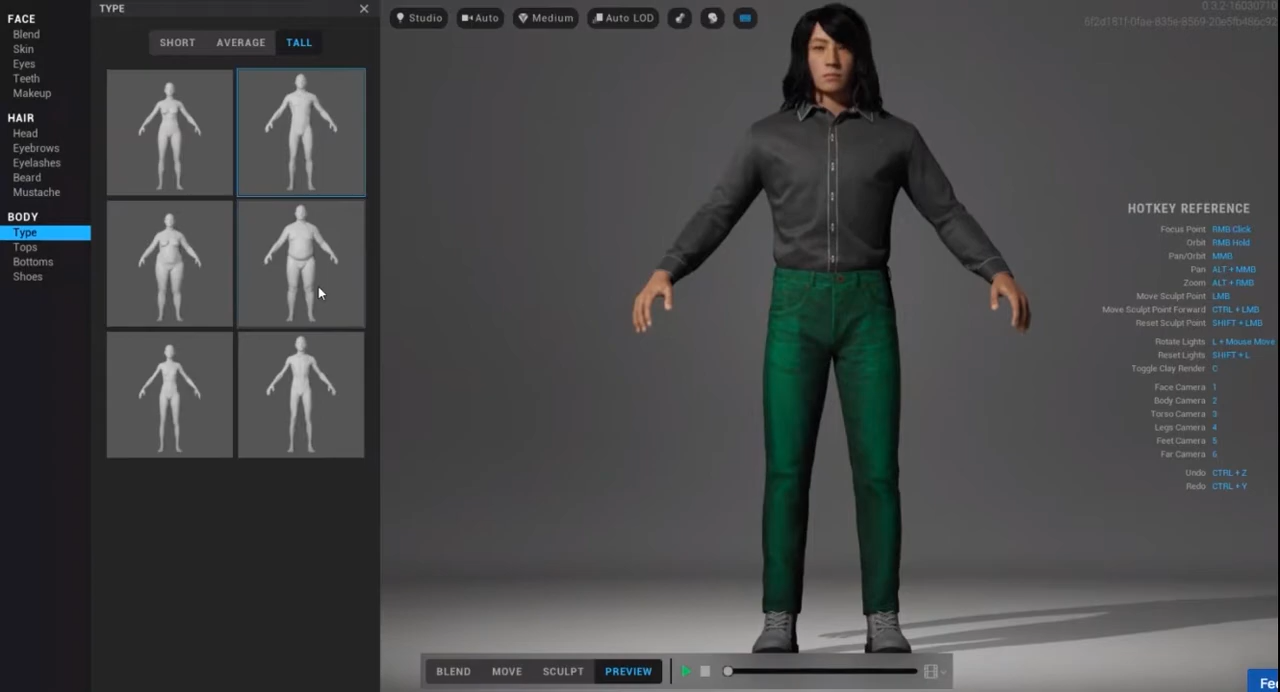 FACE
Blend
Skin
Eyes
Teeth
Makeup
HAIR
Head
Eyebrows
Eyelashes
Beard
Mustache
BODY
Type
Tops
Bottoms
Shoes
TYPE
SHORT AVERAGE TALL
Studio Auto Medium Auto LOD
HOTKEY REFERENCE
Focus Point RMB Click
Orbit RMB Hold
Pan/Orbit MMB
Pan ALT + MMB
Zoom ALT + RMB
Move Sculpt Point LMB
Move Sculpt Point Forward CTRL + LMB
Reset Sculpt Point SHIFT + LMB
Rotate Lights L + Mouse Move
Reset Lights SHIFT + L
Toggle Clay Render C
Face Camera 1
Body Camera 2
Torso Camera 3
Legs Camera 4
Feet Camera 5
Far Camera 6
Undo CTRL + Z
Redo CTRL + Y
BLEND MOVE SCULPT PREVIEW
Fee